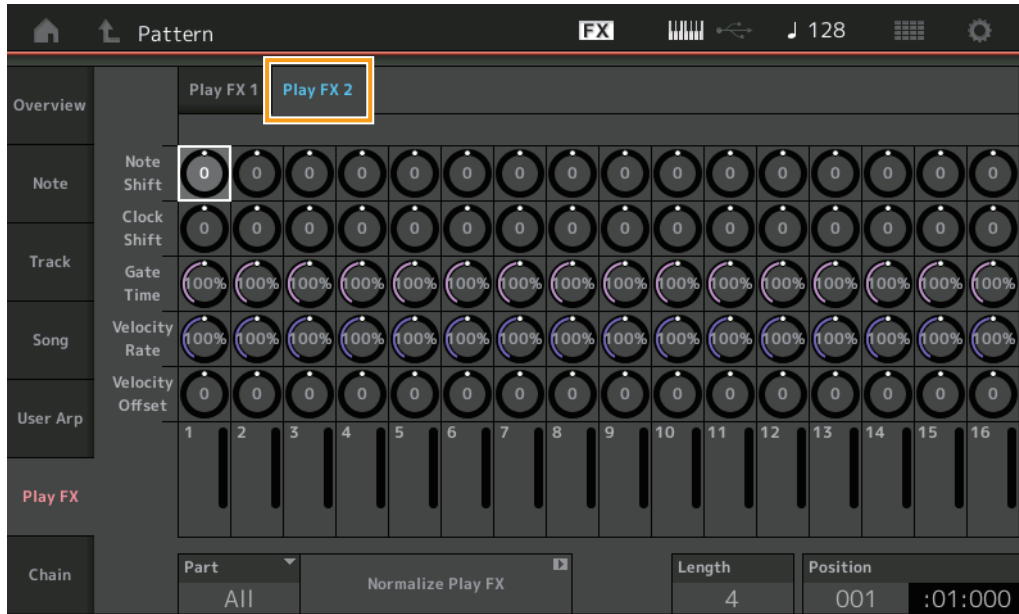 Pattern FX ♩ 128
Play FX 1 Play FX 2
Overview
Note
Track
Song
User Arp
Play FX
Chain
Note Shift 0 0 0 0 0 0 0 0 0 0 0 0 0 0 0 0
Clock Shift 0 0 0 0 0 0 0 0 0 0 0 0 0 0 0 0
Gate Time 100% 100% 100% 100% 100% 100% 100% 100% 100% 100% 100% 100% 100% 100% 100% 100%
Velocity Rate 100% 100% 100% 100% 100% 100% 100% 100% 100% 100% 100% 100% 100% 100% 100% 100%
Velocity Offset 0 0 0 0 0 0 0 0 0 0 0 0 0 0 0 0
1 2 3 4 5 6 7 8 9 10 11 12 13 14 15 16
Part Length Position
All Normalize Play FX 4 001 :01:000